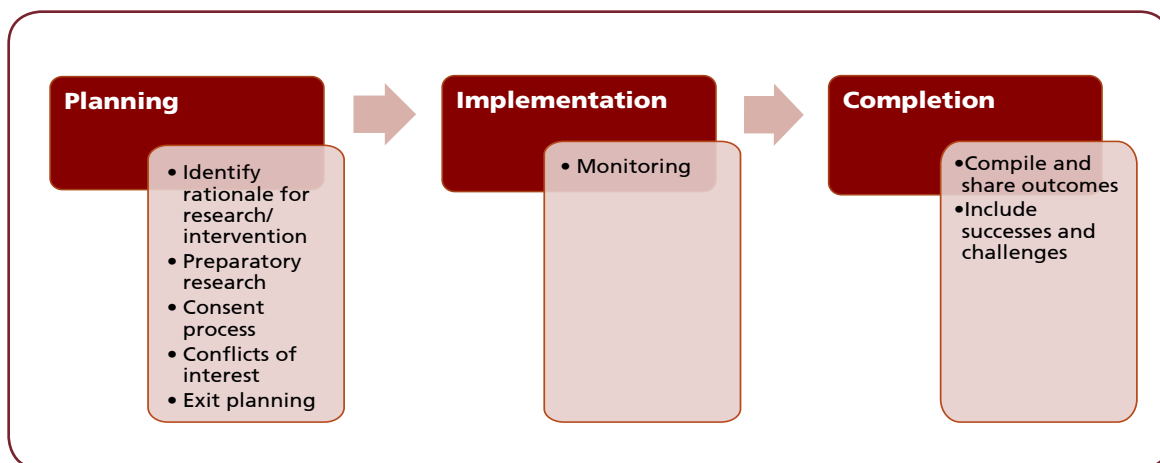 Planning
• Identify
rationale for
research/
intervention
• Preparatory
research
• Consent
process
• Conflicts of
interest
• Exit planning
Implementation
• Monitoring
Completion
•Compile and
share outcomes
•Include
successes and
challenges